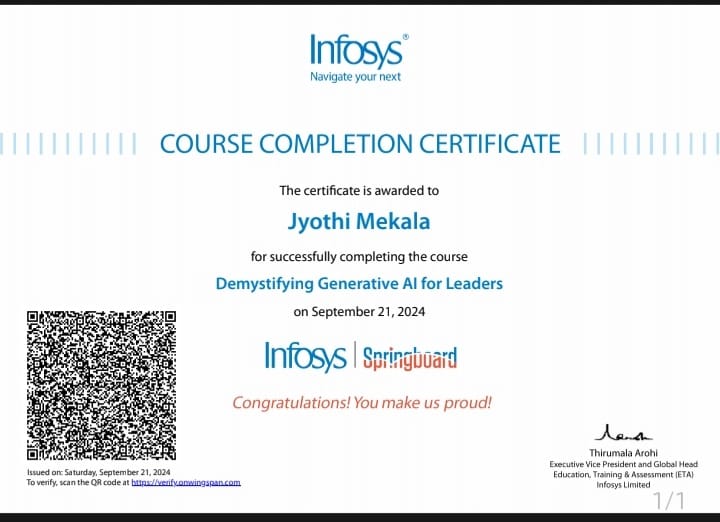 Infosys®
Navigate your next
COURSE COMPLETION CERTIFICATE
The certificate is awarded to
Jyothi Mekala
for successfully completing the course
Demystifying Generative AI for Leaders
on September 21, 2024
Infosys | Springboard
Congratulations! You make us proud!
Issued on: Saturday, September 21, 2024
To verify, scan the QR code at https://verify.onwingspan.com
Thirumala Arohi
Executive Vice President and Global Head
Education, Training & Assessment (ETA)
Infosys Limited
1/1